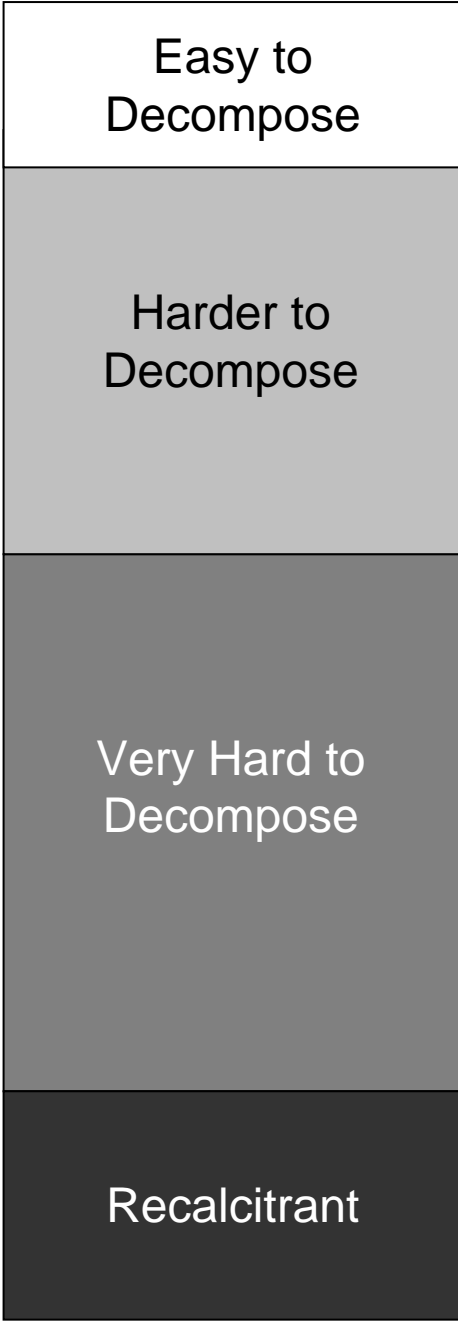 Easy to
Decompose
Harder to
Decompose
Very Hard to
Decompose
Recalcitrant